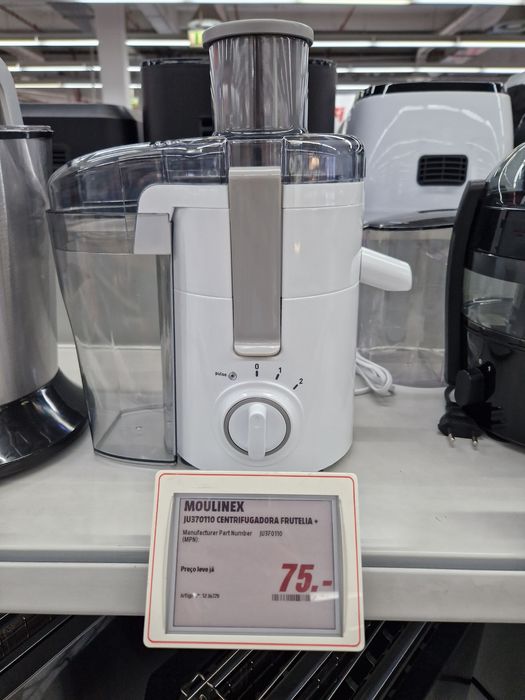 0
pulse 1
2
MOULINEX
JU370110 CENTRIFUGADORA FRUTELIA +
Manufacturer Part Number JU370110
(MPN):
Preço leve já
75.-